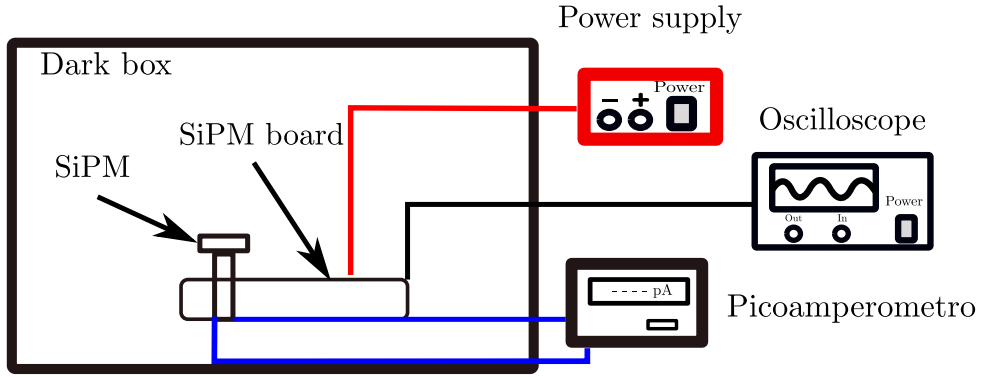 Power supply
Dark box
Power
− +
Oscilloscope
SiPM board
SiPM
Power
Out In
---- pA
Picoamperometro